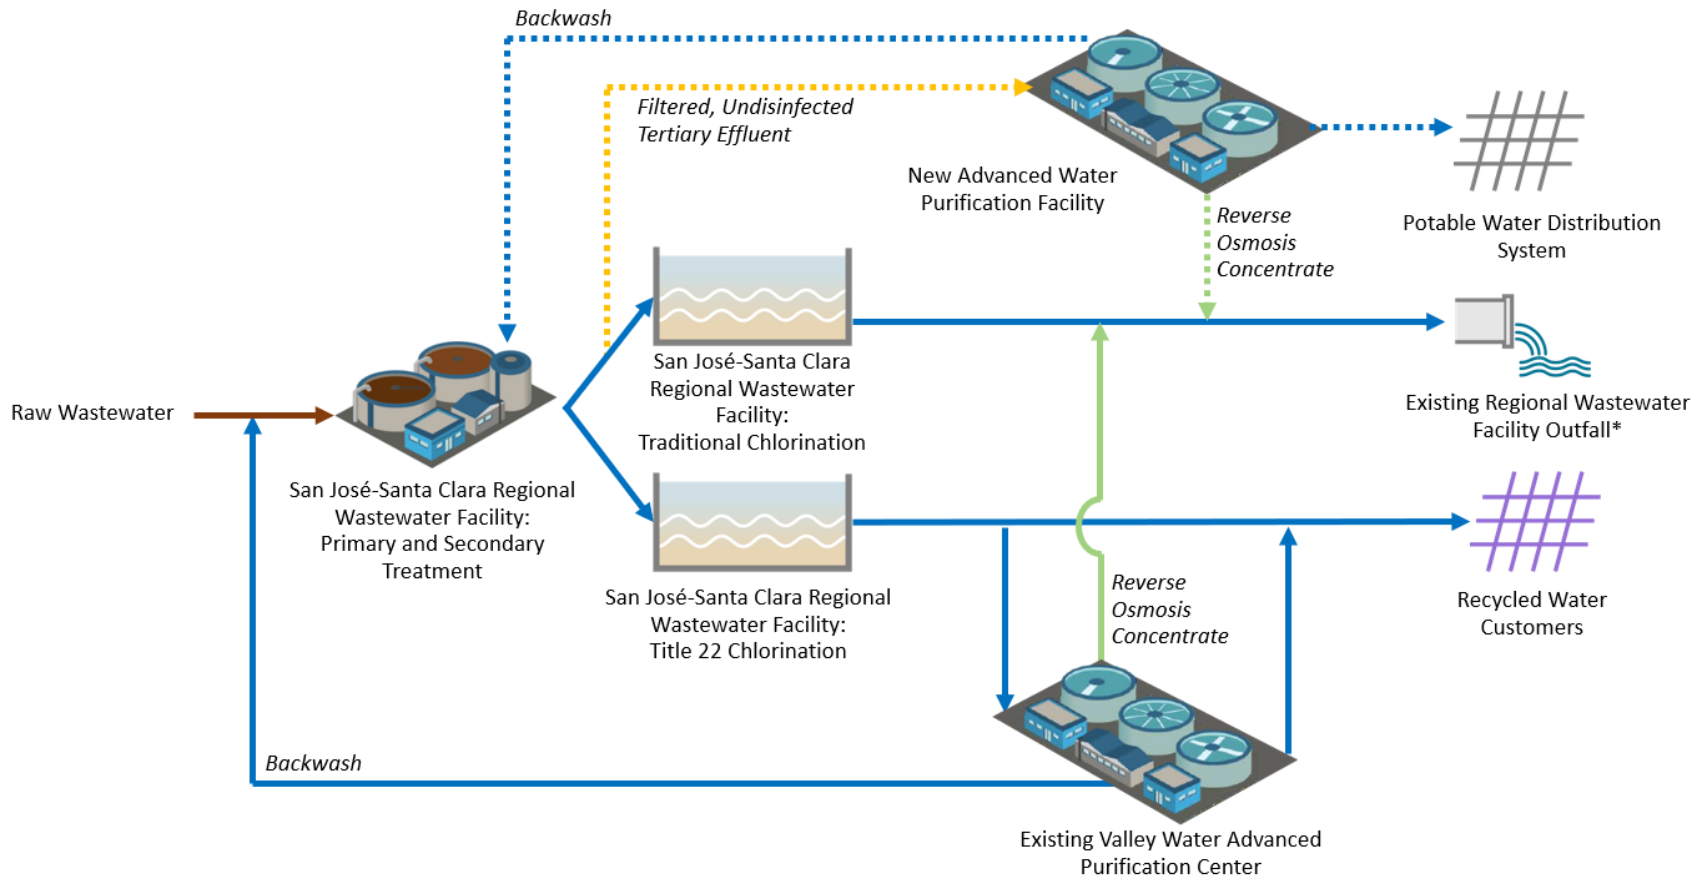 Backwash
Filtered, Undisinfected
Tertiary Effluent
New Advanced Water
Purification Facility
Reverse
Osmosis
Concentrate
Potable Water Distribution
System
San José-Santa Clara
Regional Wastewater
Facility:
Traditional Chlorination
Existing Regional Wastewater
Facility Outfall*
Raw Wastewater
San José-Santa Clara Regional
Wastewater Facility:
Primary and Secondary
Treatment
San José-Santa Clara Regional
Wastewater Facility:
Title 22 Chlorination
Reverse
Osmosis
Concentrate
Recycled Water
Customers
Backwash
Existing Valley Water Advanced
Purification Center